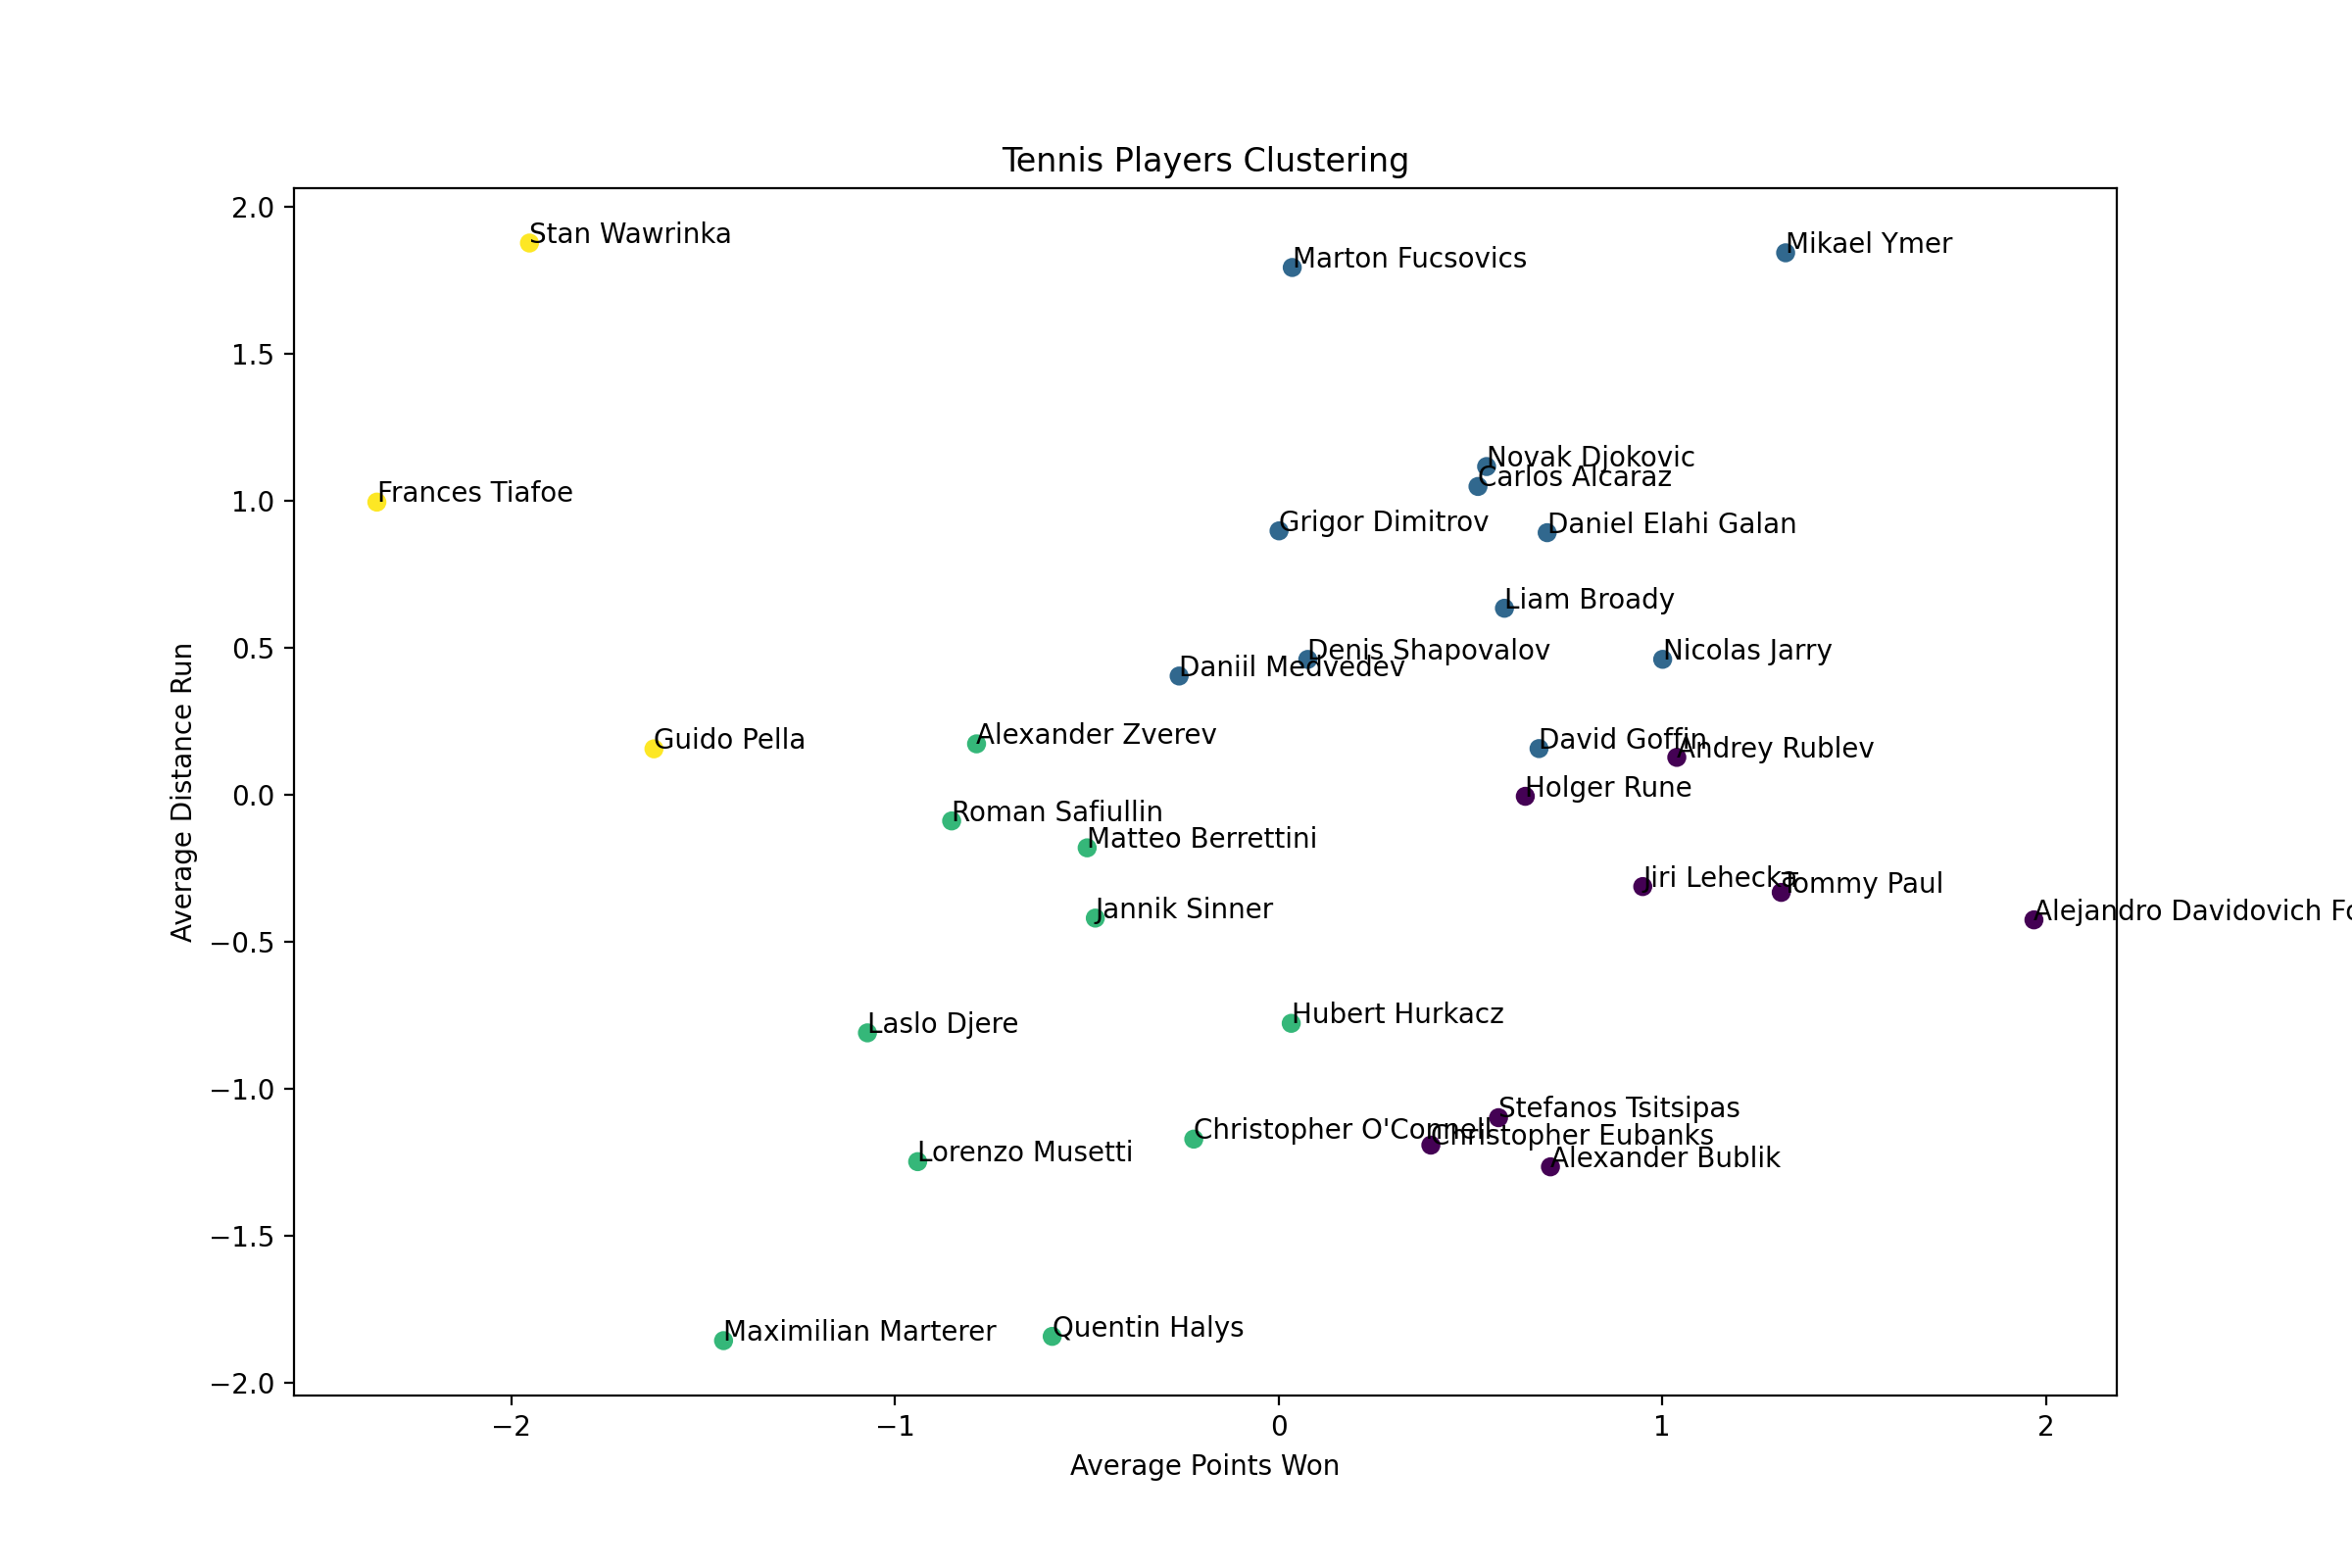 Tennis Players Clustering
2.0
Stan Wawrinka
Mikael Ymer
Marton Fucsovics
1.5
Novak Djokovic
Carlos Alcaraz
1.0
Frances Tiafoe
Grigor Dimitrov
Daniel Elahi Galan
Liam Broady
0.5
Denis Shapovalov
Nicolas Jarry
Daniil Medvedev
Guido Pella
Alexander Zverev
David Goffin
Andrey Rublev
0.0
Holger Rune
Roman Safiullin
Matteo Berrettini
Jiri Lehecka
Tommy Paul
Jannik Sinner
Alejandro Davidovich Fo
−0.5
Laslo Djere
Hubert Hurkacz
−1.0
Stefanos Tsitsipas
Christopher O'Connell
Christopher Eubanks
Lorenzo Musetti
Alexander Bublik
−1.5
Maximilian Marterer
Quentin Halys
−2.0
Average Distance Run
−2
−1
0
1
2
Average Points Won